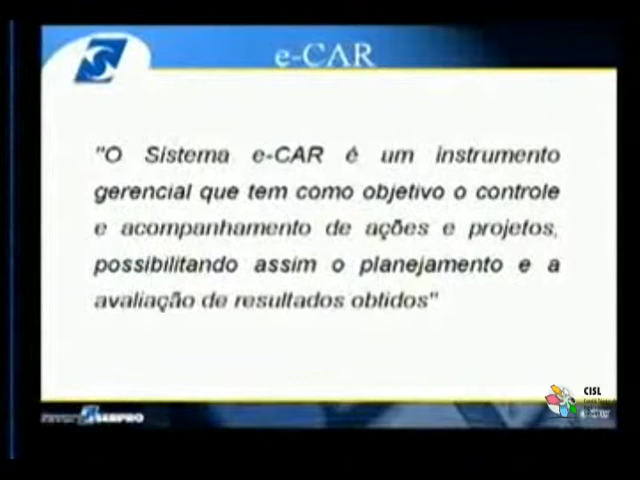 e-CAR
"O Sistema e-CAR é um instrumento
gerencial que tem como objetivo o controle
e acompanhamento de ações e projetos,
possibilitando assim o planejamento e a
avaliação de resultados obtidos"
CISL
SERPRO